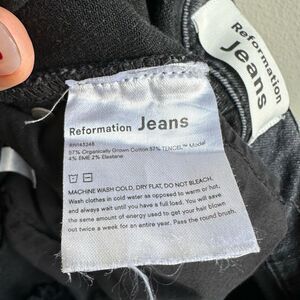 Reformation Jeans
57% Organically Grown Cotton 37% TENCEL™ Modal
4% EME 2% Elastane
MACHINE WASH COLD, DRY FLAT, DO NOT BLEACH.
Wash clothes in cold water as opposed to warm or hot,
and always wait until you have a full load. Washing will use
the same amount of energy used to get your hair blown
out twice a week for an entire year. Pass the round brush.
Reformation
Jeans